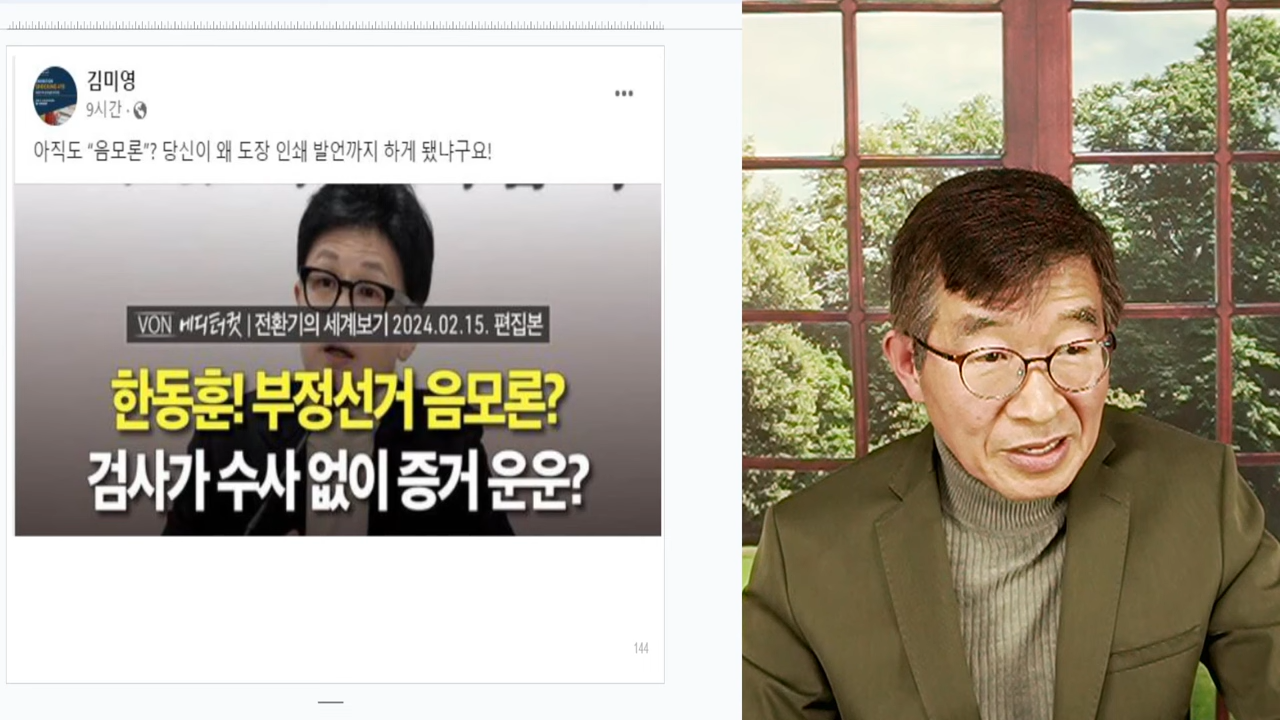 김미영
9시간 ·
아직도 “음모론”? 당신이 왜 도장 인쇄 발언까지 하게 됐냐구요!
VON 에디터컷 | 전환기의 세계보기 2024.02.15. 편집본
한동훈! 부정선거 음모론?
검사가 수사 없이 증거 운운?
144